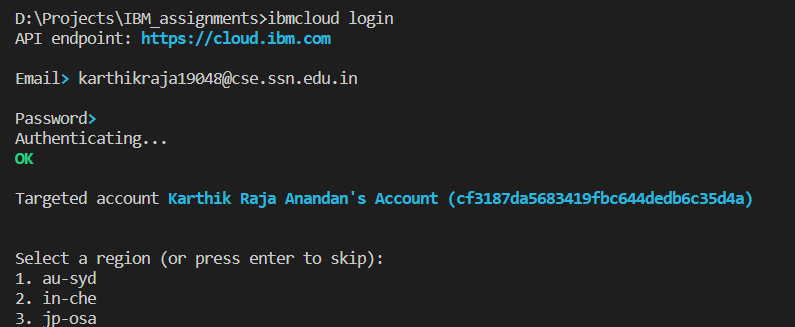 D:\Projects\IBM_assignments>ibmcloud login
API endpoint: https://cloud.ibm.com
Email> karthikraja19048@cse.ssn.edu.in
Password>
Authenticating...
OK
Targeted account Karthik Raja Anandan's Account (cf3187da5683419fbc644dedb6c35d4a)
Select a region (or press enter to skip):
1. au-syd
2. in-che
3. jp-osa